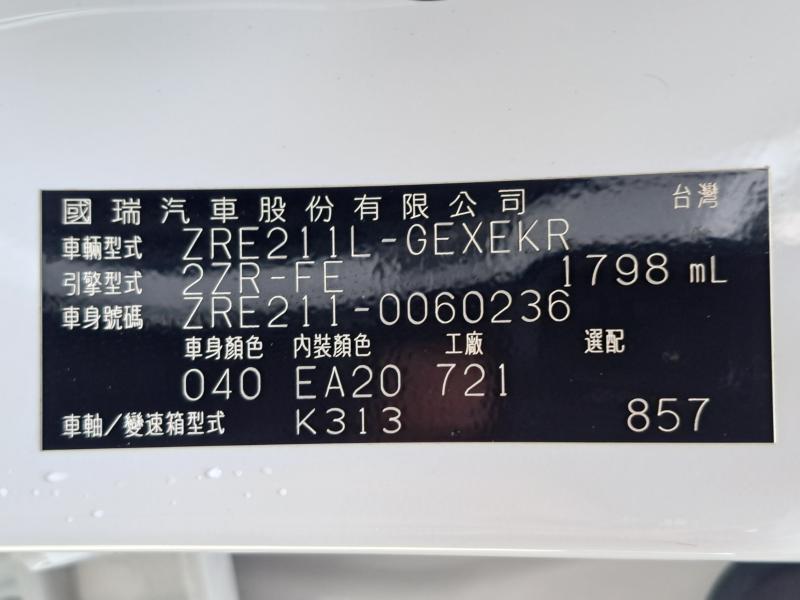 國瑞汽車股份有限公司 台灣
車輛型式 ZRE211L-GEXEKR
引擎型式 2ZR-FE 1798 mL
車身號碼 ZRE211-0060236
車身顏色 內裝顏色 工廠 選配
040 EA20 721
車軸/變速箱型式 K313 857